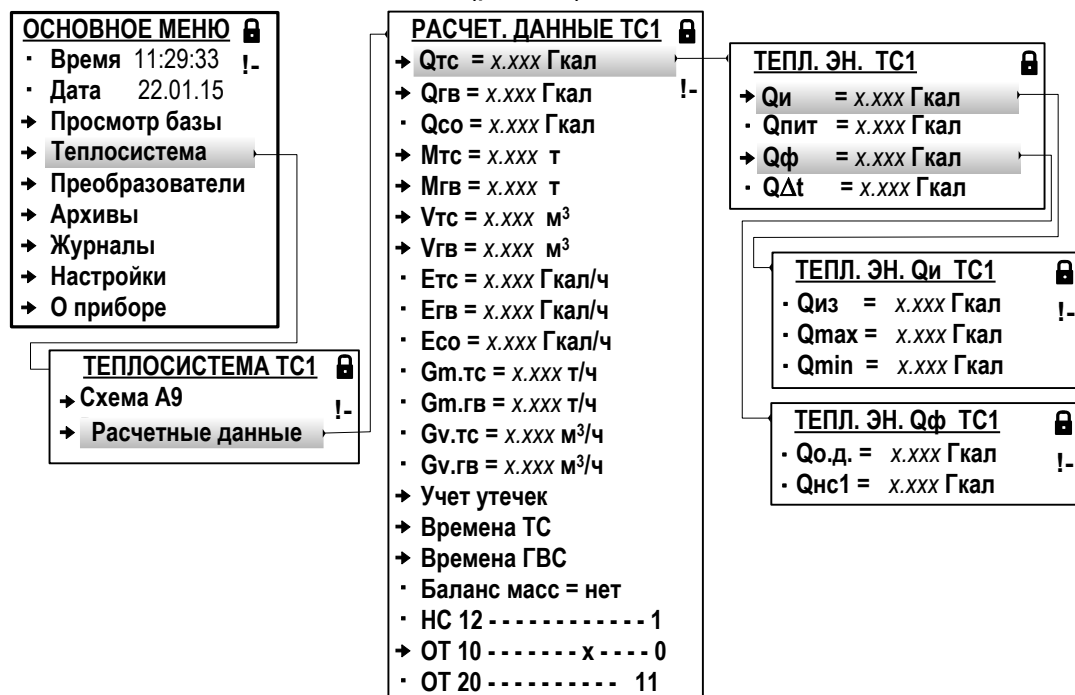 ОСНОВНОЕ МЕНЮ
· Время 11:29:33 !-
· Дата 22.01.15
→ Просмотр базы
→ Теплосистема
→ Преобразователи
→ Архивы
→ Журналы
→ Настройки
→ О приборе
ТЕПЛОСИСТЕМА ТС1
→ Схема А9 !-
→ Расчетные данные
РАСЧЕТ. ДАННЫЕ ТС1
→ Qтс = x.xxx Гкал
→ Qгв = x.xxx Гкал !-
· Qсо = x.xxx Гкал
→ Mтс = x.xxx т
→ Mгв = x.xxx т
→ Vтс = x.xxx м³
→ Vгв = x.xxx м³
· Eтс = x.xxx Гкал/ч
· Eгв = x.xxx Гкал/ч
· Eсо = x.xxx Гкал/ч
· Gm.тс = x.xxx т/ч
· Gm.гв = x.xxx т/ч
· Gv.тс = x.xxx м³/ч
· Gv.гв = x.xxx м³/ч
→ Учет утечек
→ Времена ТС
→ Времена ГВС
· Баланс масс = нет
· НС 12 - - - - - - - - - - - - 1
→ ОТ 10 - - - - - - - x - - - - 0
· ОТ 20 - - - - - - - - - - 11
ТЕПЛ. ЭН. ТС1
→ Qи = x.xxx Гкал
· Qпит = x.xxx Гкал
→ Qф = x.xxx Гкал
· QΔt = x.xxx Гкал
ТЕПЛ. ЭН. Qи ТС1
· Qиз = x.xxx Гкал !-
· Qmax = x.xxx Гкал
· Qmin = x.xxx Гкал
ТЕПЛ. ЭН. Qф ТС1
· Qо.д. = x.xxx Гкал !-
· Qнс1 = x.xxx Гкал